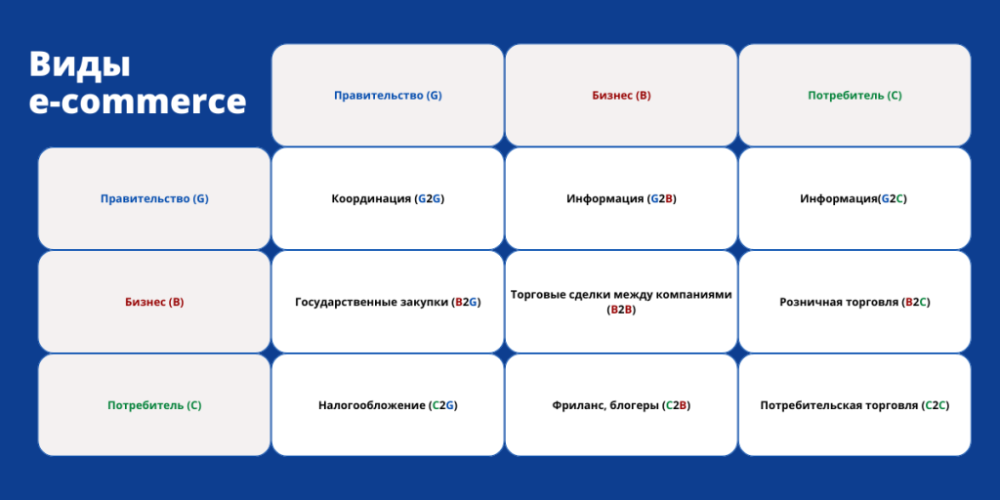 Виды
e-commerce
Правительство (G)
Бизнес (B)
Потребитель (C)
Правительство (G)
Координация (G2G)
Информация (G2B)
Информация(G2C)
Бизнес (B)
Государственные закупки (B2G)
Торговые сделки между компаниями
(B2B)
Розничная торговля (B2C)
Потребитель (C)
Налогообложение (C2G)
Фриланс, блогеры (C2B)
Потребительская торговля (C2C)